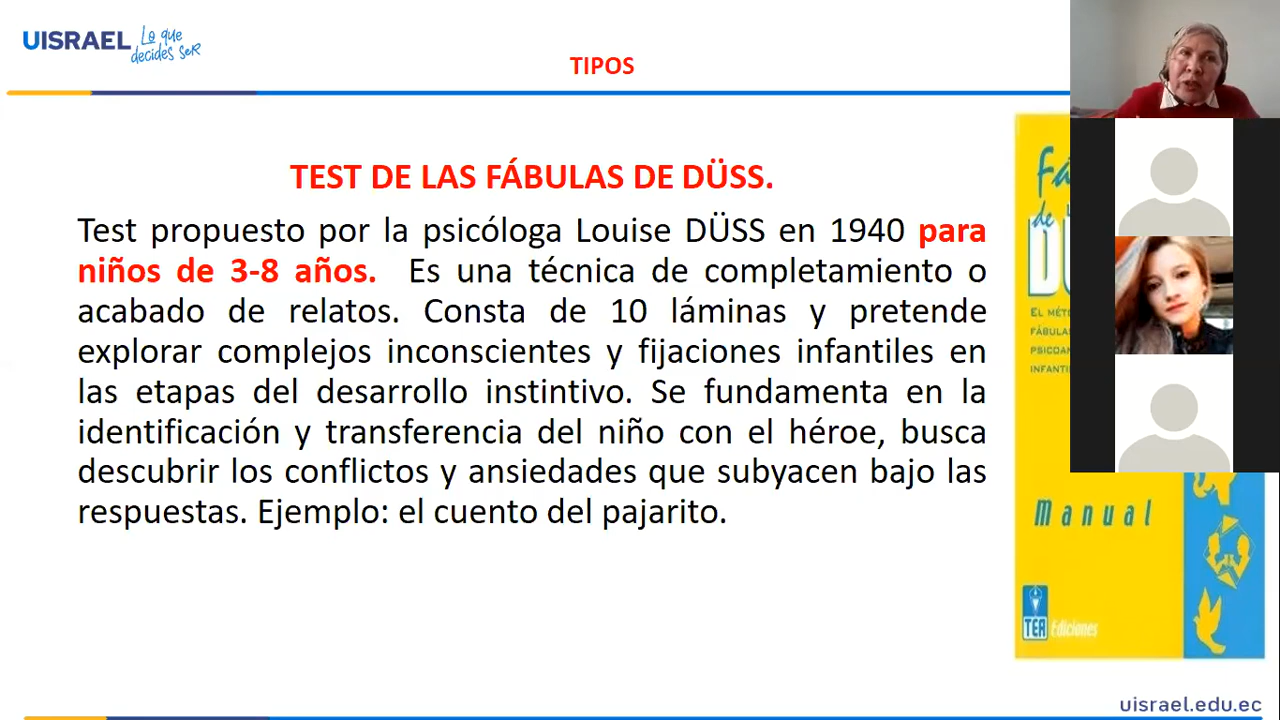 UISRAEL Lo que
decides seR
TIPOS
TEST DE LAS FÁBULAS DE DÜSS.
Test propuesto por la psicóloga Louise DÜSS en 1940 para
niños de 3-8 años. Es una técnica de completamiento o
acabado de relatos. Consta de 10 láminas y pretende
explorar complejos inconscientes y fijaciones infantiles en
las etapas del desarrollo instintivo. Se fundamenta en la
identificación y transferencia del niño con el héroe, busca
descubrir los conflictos y ansiedades que subyacen bajo las
respuestas. Ejemplo: el cuento del pajarito.
de
EL
Manual
TEA Ediciones
uisrael.edu.ec